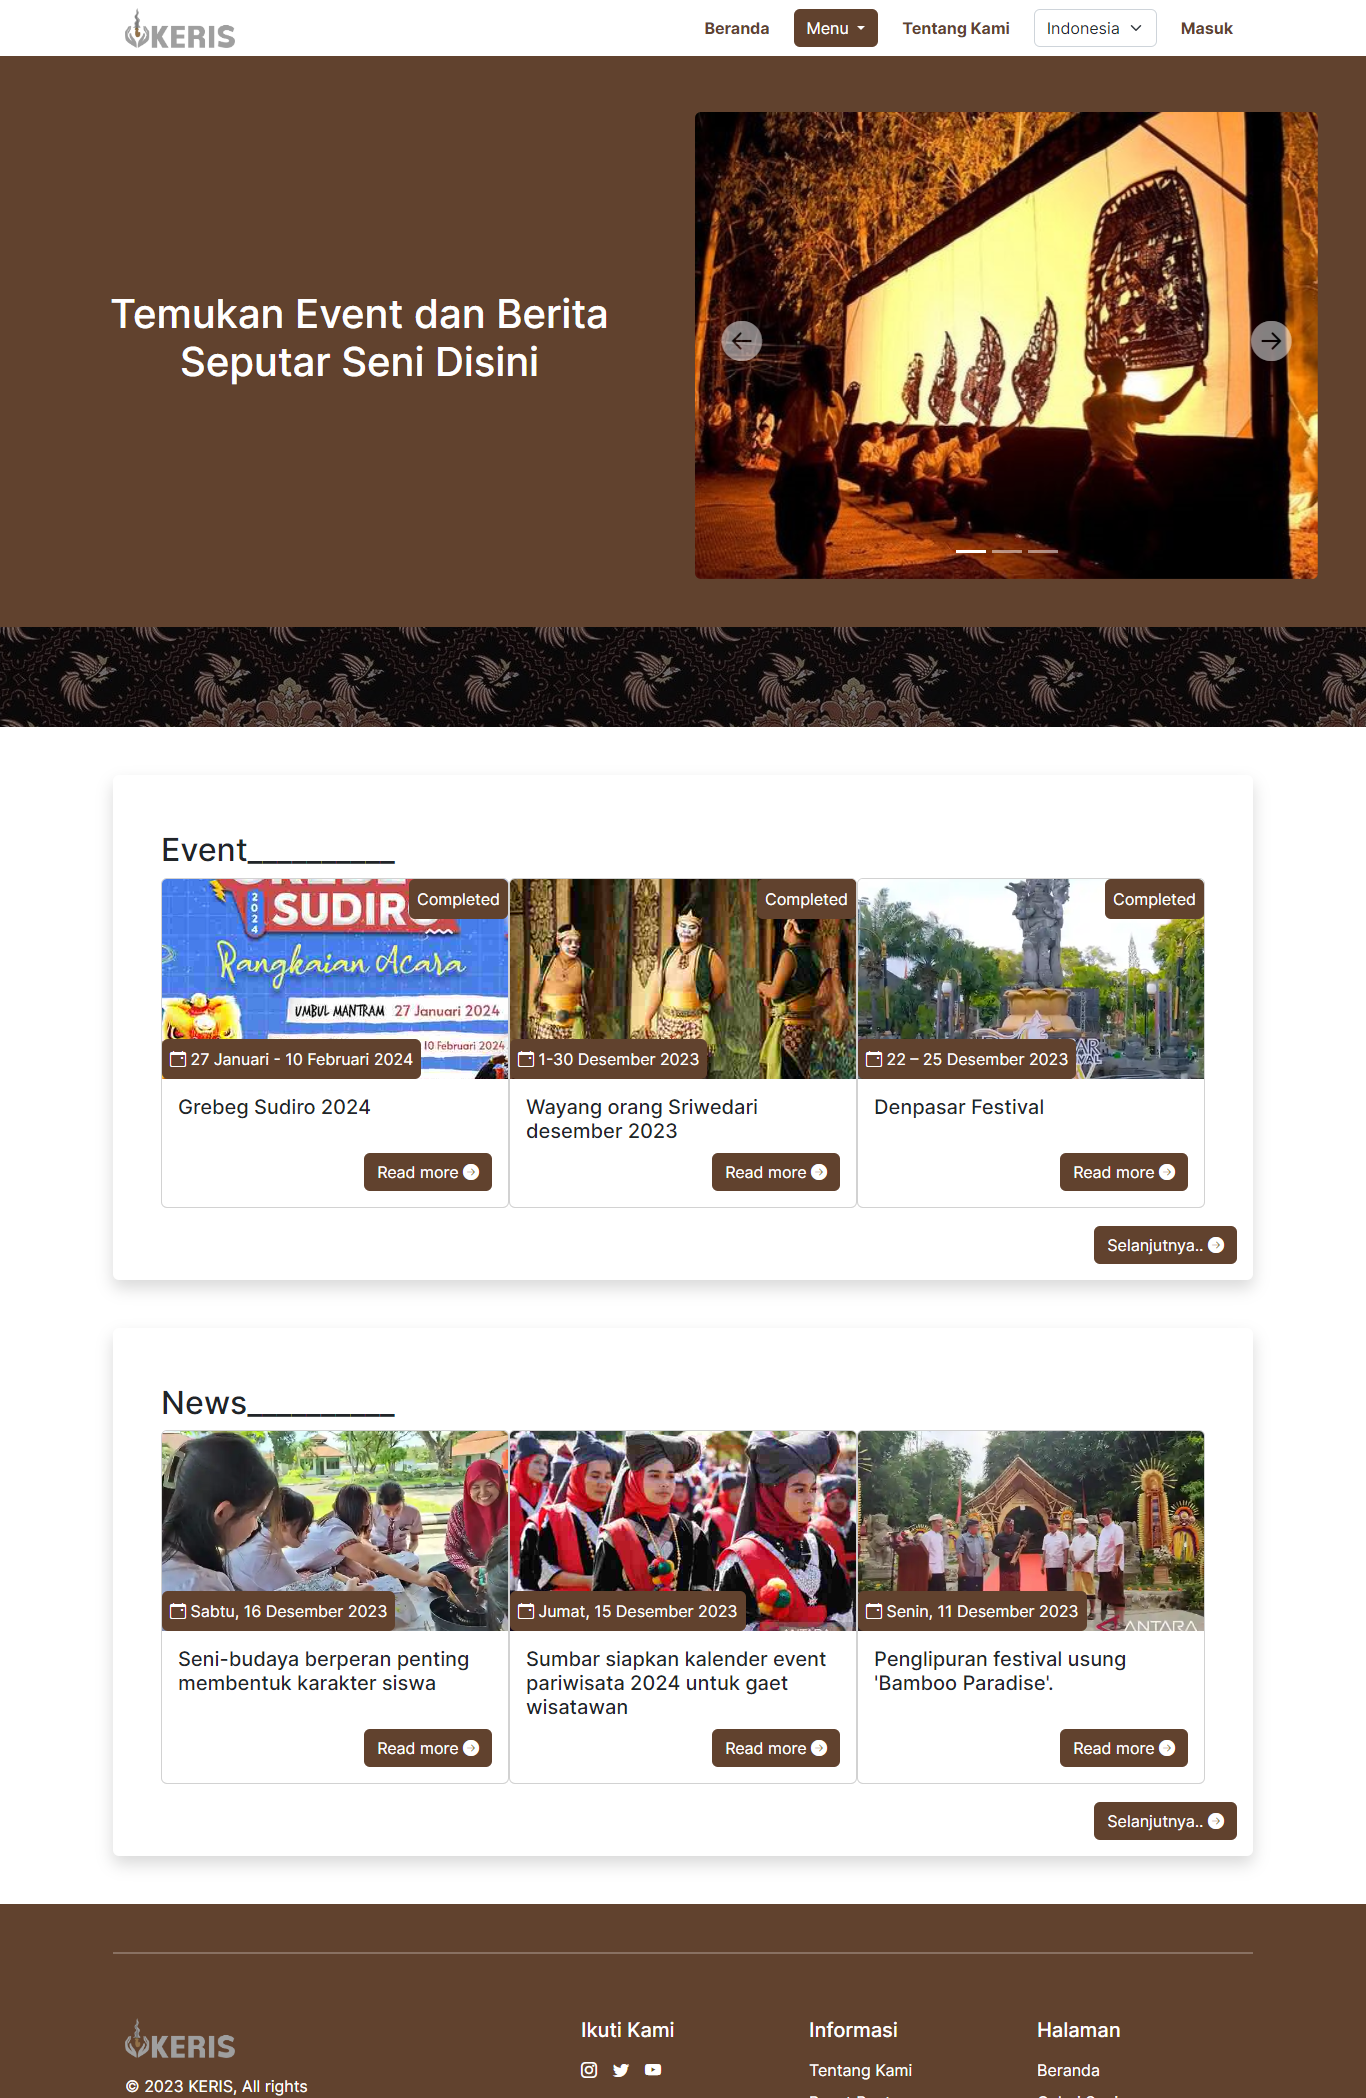 KERIS
Beranda
Menu
Tentang Kami
Indonesia
Masuk
Temukan Event dan Berita
Seputar Seni Disini
Event__________
2024
SUDIR
Completed
Rangkaian Acara
UMBUL MANTRAM 27 Januari 2024
10 Februari 2024
27 Januari - 10 Februari 2024
Grebeg Sudiro 2024
Read more
Completed
1-30 Desember 2023
Wayang orang Sriwedari
desember 2023
Read more
Completed
22 – 25 Desember 2023
Denpasar Festival
Read more
Selanjutnya..
News__________
Sabtu, 16 Desember 2023
Seni-budaya berperan penting
membentuk karakter siswa
Read more
Jumat, 15 Desember 2023
Sumbar siapkan kalender event
pariwisata 2024 untuk gaet
wisatawan
Read more
ANTARA
Senin, 11 Desember 2023
Penglipuran festival usung
'Bamboo Paradise'.
Read more
Selanjutnya..
KERIS
© 2023 KERIS, All rights
Ikuti Kami
Informasi
Tentang Kami
Halaman
Beranda